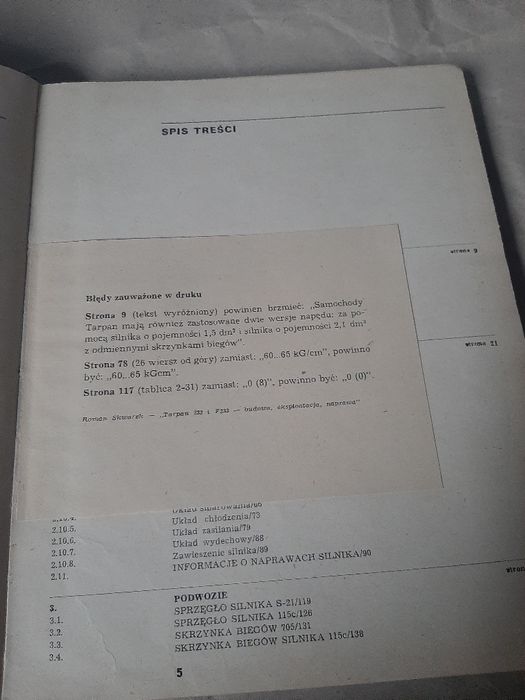 SPIS TREŚCI
strona 9
Błędy zauważone w druku
Strona 9 (tekst wyróżniony) powinien brzmieć: „Samochody
Tarpan mają również zastosowane dwie wersje napędu: za po-
mocą silnika o pojemności 1,5 dm³ i silnika o pojemności 2,1 dm³
z odmiennymi skrzynkami biegów".
strona 21
Strona 78 (26 wiersz od góry) zamiast: „60...65 kG/cm", powinno
być: „60...65 kGcm".
Strona 117 (tablica 2-31) zamiast: „0 (8)", powinno być: „0 (0)".
Roman Skwarek — „Tarpan 233 i F233 — budowa, eksploatacja, naprawa"
2.10.4. Układ smarowania/66
2.10.5. Układ chłodzenia/73
2.10.6. Układ zasilania/79
2.10.7. Układ wydechowy/88
2.10.8. Zawieszenie silnika/89
2.11. INFORMACJE O NAPRAWACH SILNIKA/90
stron
3. PODWOZIE
3.1. SPRZĘGŁO SILNIKA S-21/119
3.2. SPRZĘGŁO SILNIKA 115c/126
3.3. SKRZYNKA BIEGÓW 705/131
3.4. SKRZYNKA BIEGÓW SILNIKA 115c/138
5